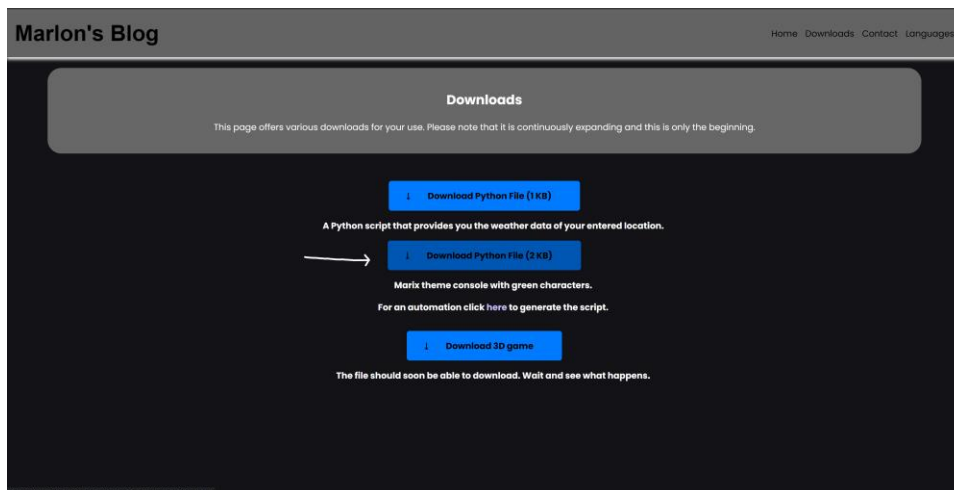 Marlon's Blog
Home Downloads Contact Languages
Downloads
This page offers various downloads for your use. Please note that it is continuously expanding and this is only the beginning.
↓ Download Python File (1 KB)
A Python script that provides you the weather data of your entered location.
↓ Download Python File (2 KB)
Marix theme console with green characters.
For an automation click here to generate the script.
↓ Download 3D game
The file should soon be able to download. Wait and see what happens.